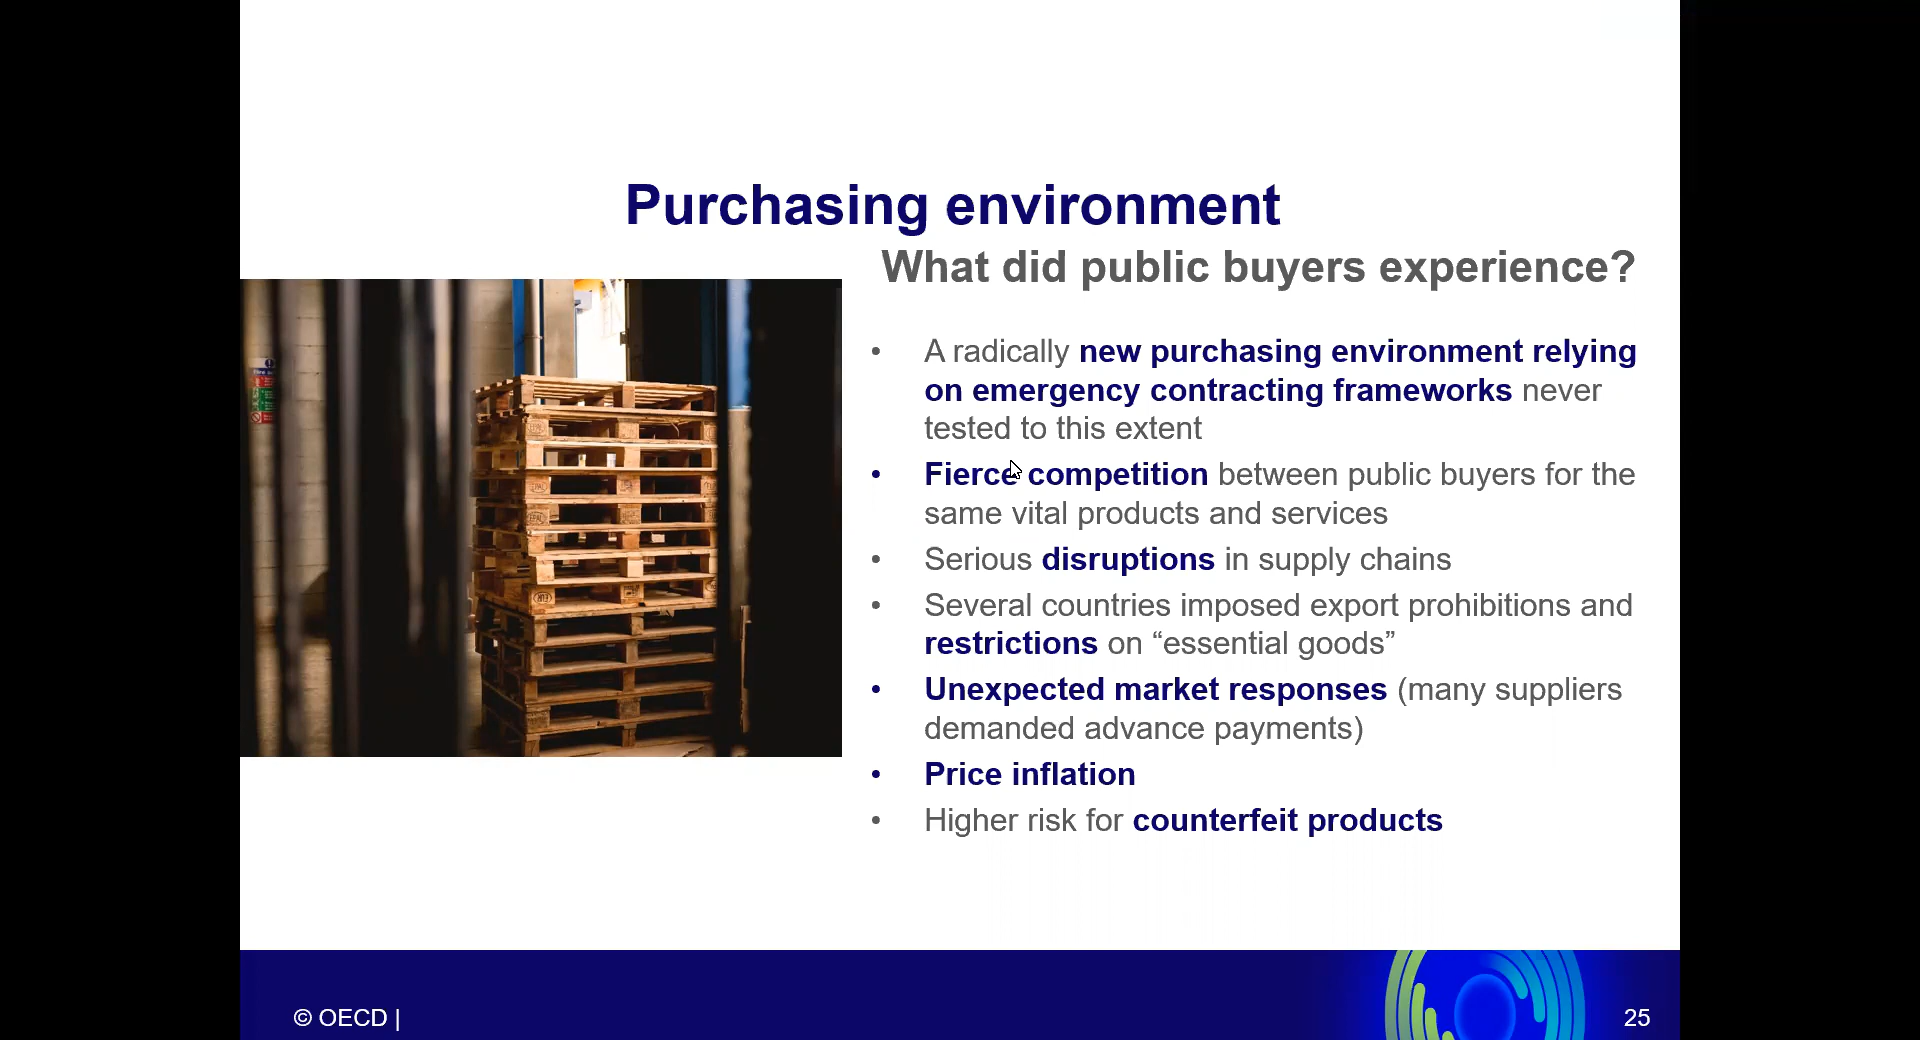 Purchasing environment
What did public buyers experience?
• A radically new purchasing environment relying
on emergency contracting frameworks never
tested to this extent
• Fierce competition between public buyers for the
same vital products and services
• Serious disruptions in supply chains
• Several countries imposed export prohibitions and
restrictions on “essential goods”
• Unexpected market responses (many suppliers
demanded advance payments)
• Price inflation
• Higher risk for counterfeit products
© OECD |
25